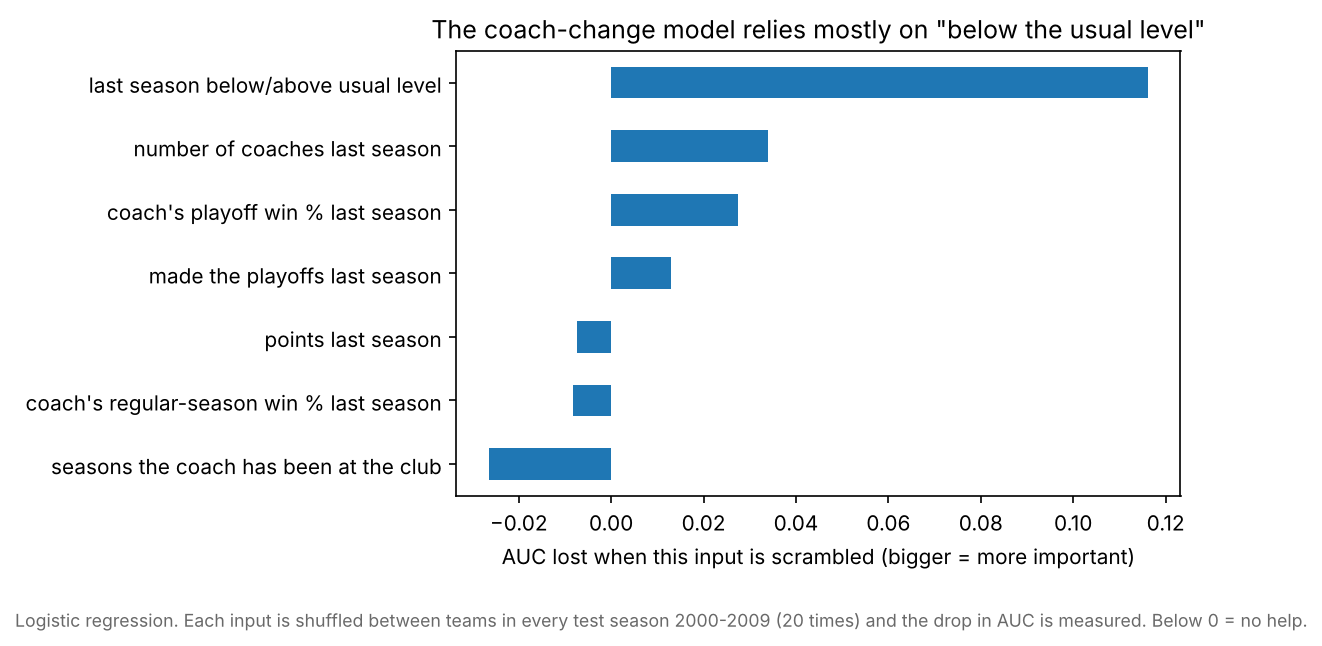 The coach-change model relies mostly on "below the usual level"
last season below/above usual level
number of coaches last season
coach's playoff win % last season
made the playoffs last season
points last season
coach's regular-season win % last season
seasons the coach has been at the club
−0.02 0.00 0.02 0.04 0.06 0.08 0.10 0.12
AUC lost when this input is scrambled (bigger = more important)
Logistic regression. Each input is shuffled between teams in every test season 2000-2009 (20 times) and the drop in AUC is measured. Below 0 = no help.